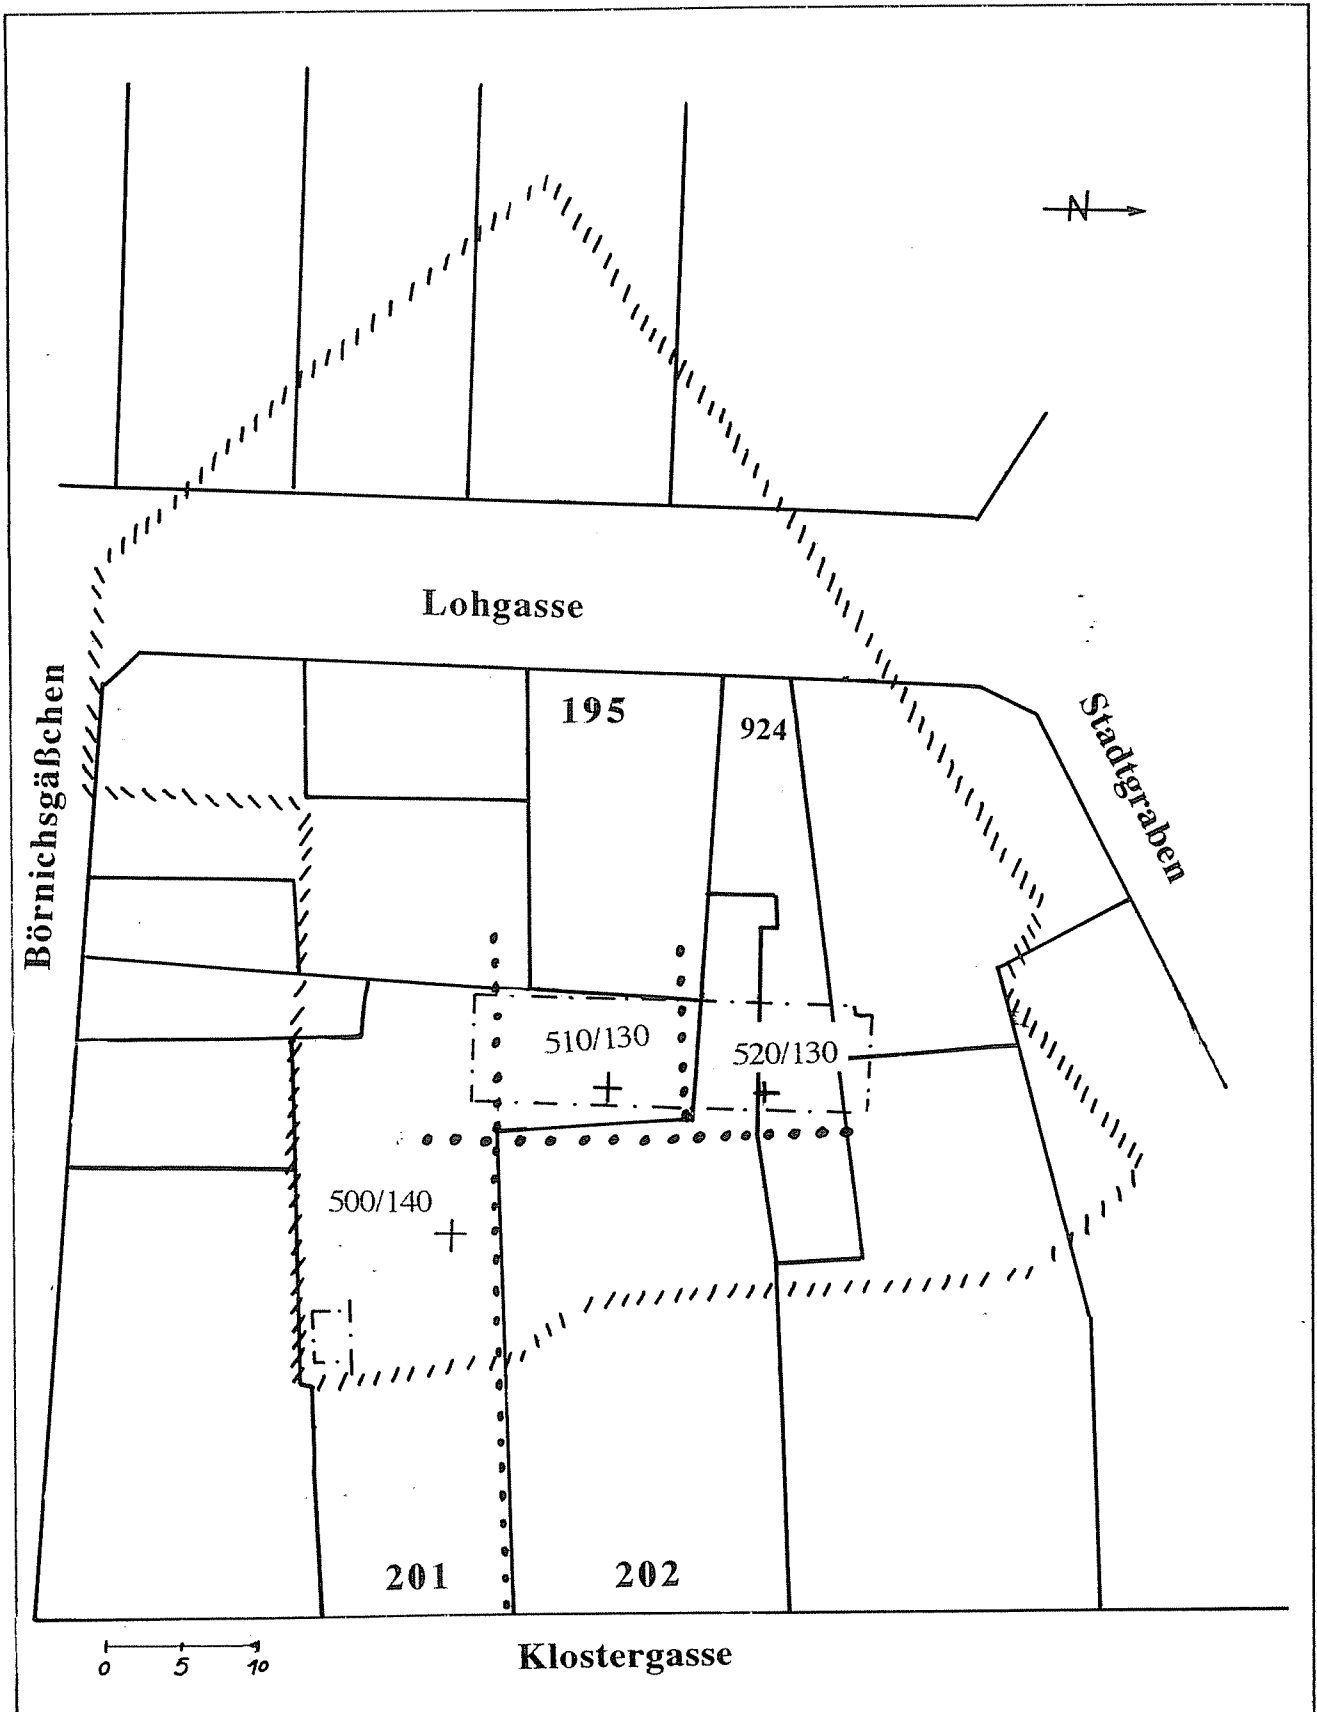 N
Lohgasse
Börnichsgäßchen
195
924
Stadtgraben
510/130
520/130
500/140
201
202
0 5 10
Klostergasse